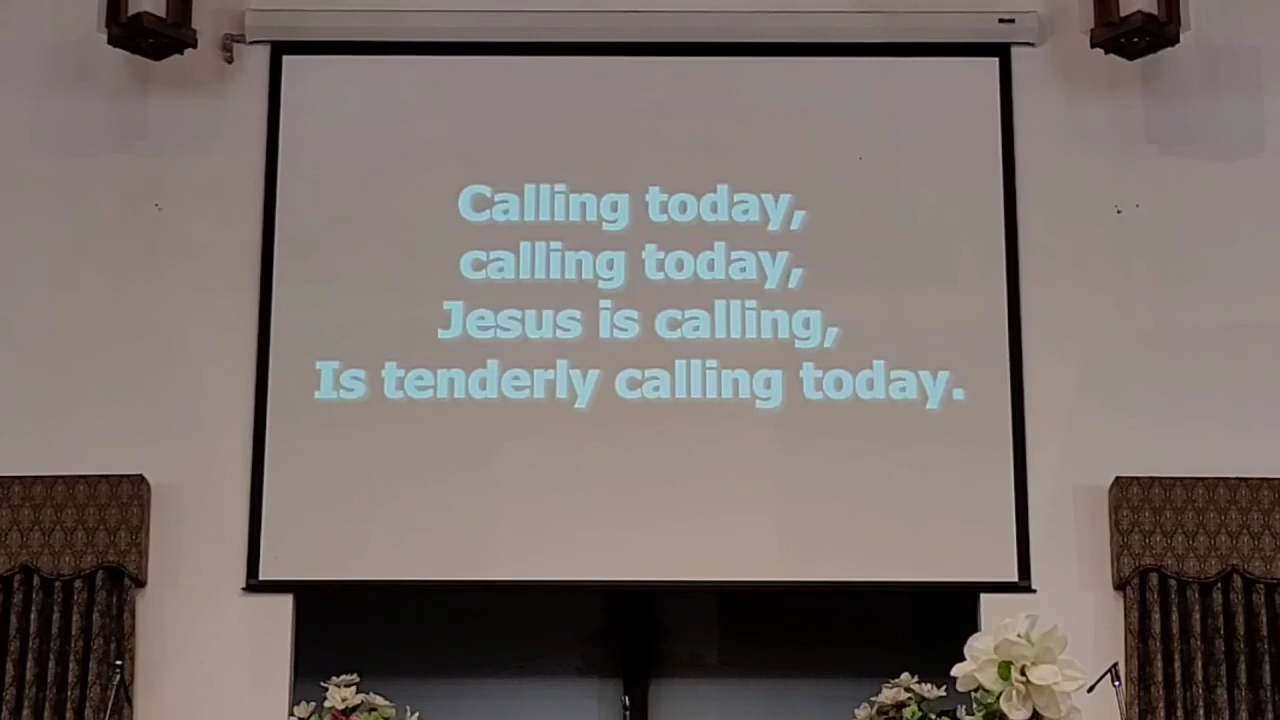 Calling today,
calling today,
Jesus is calling,
Is tenderly calling today.